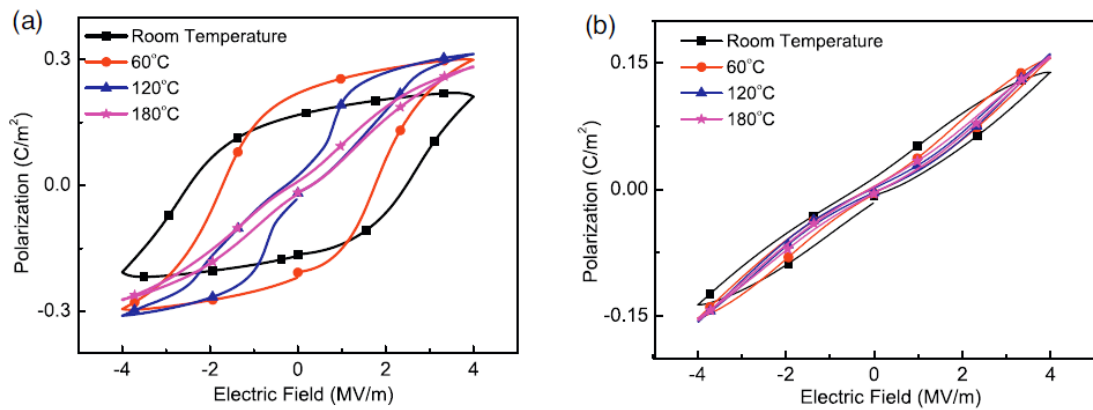 (a)
Room Temperature
60°C
120°C
180°C
0.3
0.0
-0.3
Polarization (C/m²)
-4 -2 0 2 4
Electric Field (MV/m)
(b)
Room Temperature
60°C
120°C
180°C
0.15
0.00
-0.15
Polarization (C/m²)
-4 -2 0 2 4
Electric Field (MV/m)